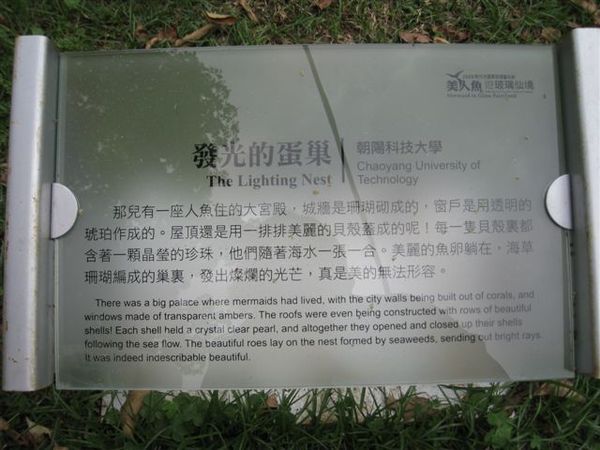 美人魚 玻璃仙境
Mermaid in Glass Fairyland
發光的蛋巢
The Lighting Nest
朝陽科技大學
Chaoyang University of
Technology
那兒有一座人魚住的大宮殿，城牆是珊瑚砌成的，窗戶是用透明的
琥珀作成的。屋頂還是用一排排美麗的貝殼蓋成的呢！每一隻貝殼裏都
含著一顆晶瑩的珍珠，他們隨著海水一張一合。美麗的魚卵躺在，海草
珊瑚編成的巢裏，發出燦爛的光芒，真是美的無法形容。
There was a big palace where mermaids had lived, with the city walls being built out of corals, and
windows made of transparent ambers. The roofs were even being constructed with rows of beautiful
shells! Each shell held a crystal clear pearl, and altogether they opened and closed up their shells
following the sea flow. The beautiful roes lay on the nest formed by seaweeds, sending out bright rays.
It was indeed indescribable beautiful.